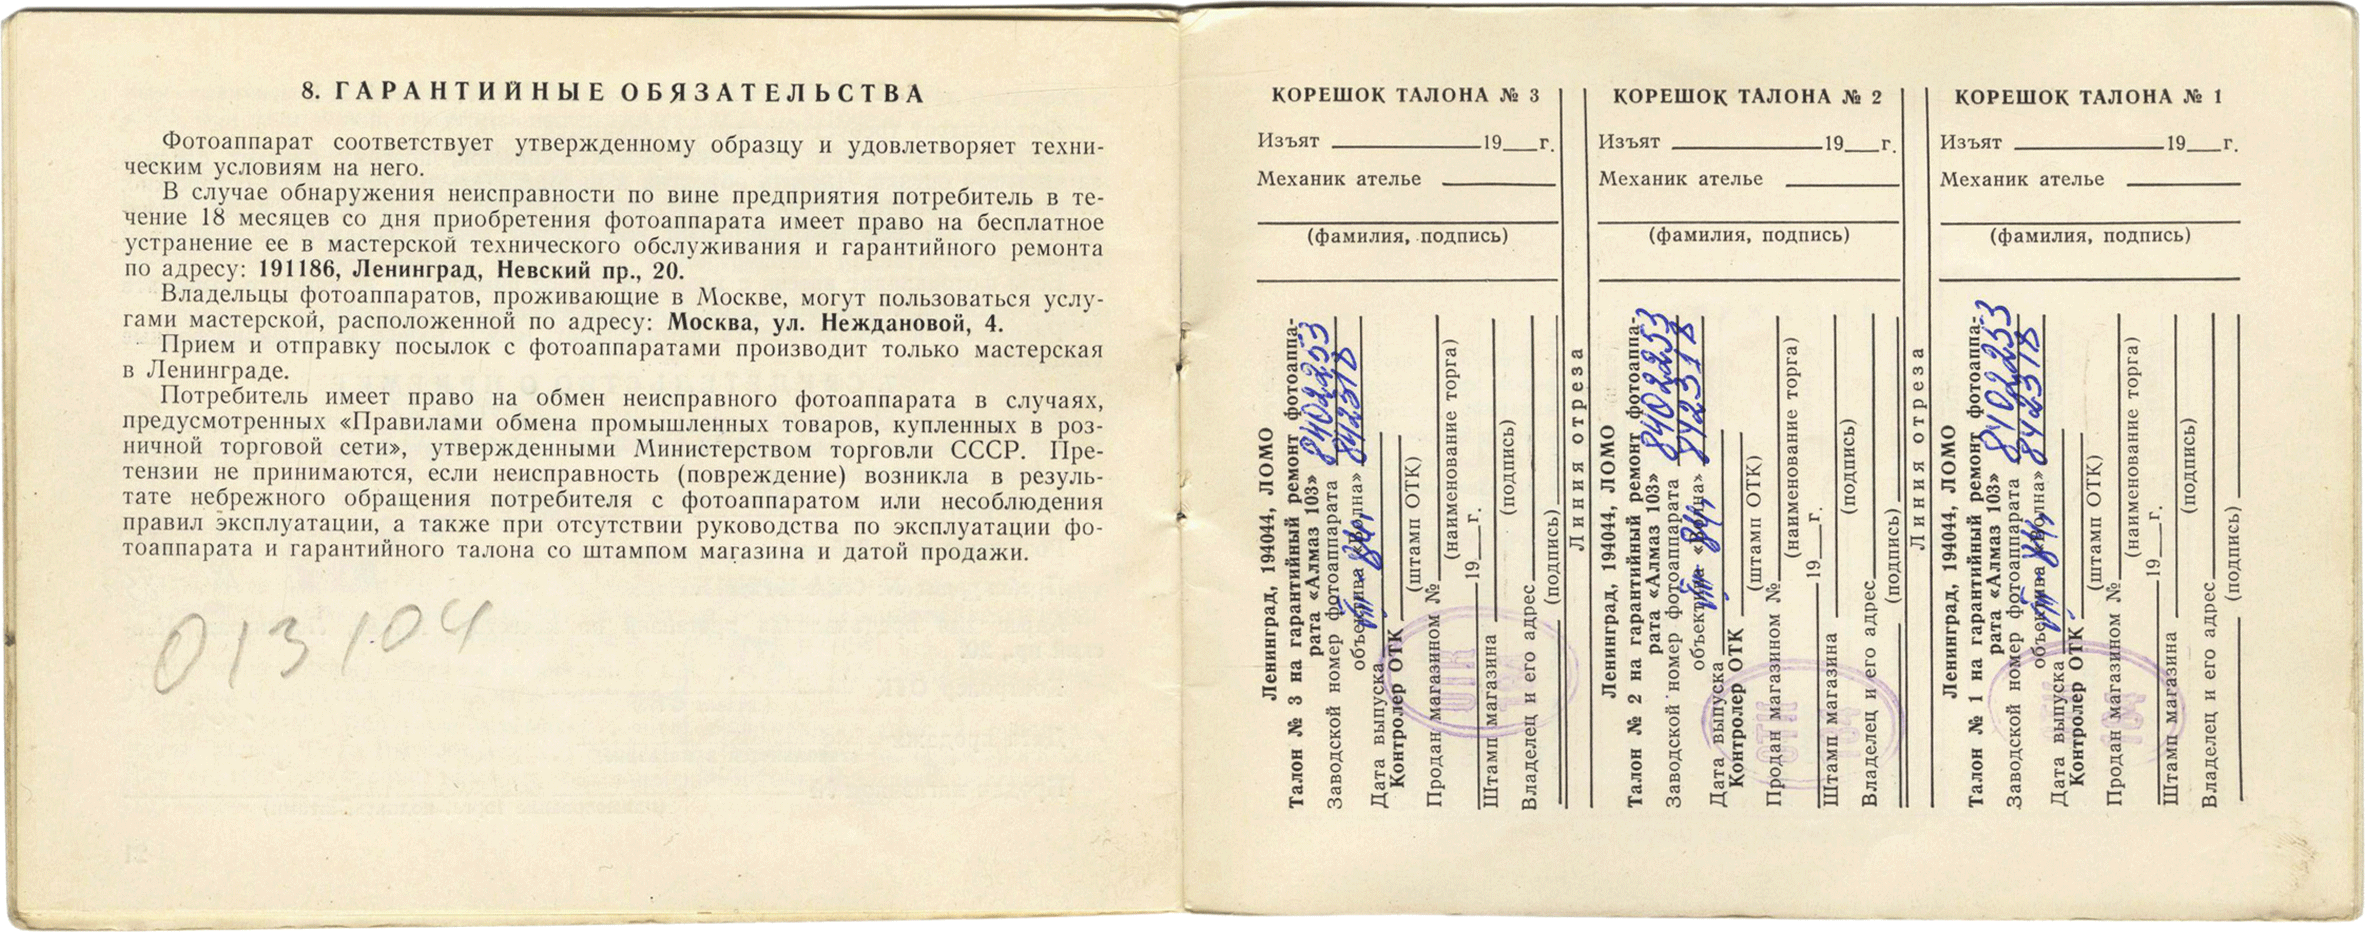 8. ГАРАНТИЙНЫЕ ОБЯЗАТЕЛЬСТВА
Фотоаппарат соответствует утвержденному образцу и удовлетворяет техни-
ческим условиям на него.
В случае обнаружения неисправности по вине предприятия потребитель в те-
чение 18 месяцев со дня приобретения фотоаппарата имеет право на бесплатное
устранение ее в мастерской технического обслуживания и гарантийного ремонта
по адресу: 191186, Ленинград, Невский пр., 20.
Владельцы фотоаппаратов, проживающие в Москве, могут пользоваться услу-
гами мастерской, расположенной по адресу: Москва, ул. Неждановой, 4.
Прием и отправку посылок с фотоаппаратами производит только мастерская
в Ленинграде.
Потребитель имеет право на обмен неисправного фотоаппарата в случаях,
предусмотренных «Правилами обмена промышленных товаров, купленных в роз-
ничной торговой сети», утвержденными Министерством торговли СССР. Пре-
тензии не принимаются, если неисправность (повреждение) возникла в резуль-
тате небрежного обращения потребителя с фотоаппаратом или несоблюдения
правил эксплуатации, а также при отсутствии руководства по эксплуатации фо-
тоаппарата и гарантийного талона со штампом магазина и датой продажи.
013104
КОРЕШОК ТАЛОНА № 3
Изъят 19 г.
Механик ателье
(фамилия, подпись)
Ленинград, 194044, ЛОМО
Талон № 3 на гарантийный ремонт фотоаппа-
рата «Алмаз 103»
Заводской номер фотоаппарата 8402253
объектива «Волна» 842318
Дата выпуска 84г.
Контролер ОТК
(штамп ОТК)
Продан магазином №
(наименование торга)
19 г.
Штамп магазина
(подпись)
Владелец и его адрес
(подпись)
ОТК
Линия отреза
КОРЕШОК ТАЛОНА № 2
Изъят 19 г.
Механик ателье
(фамилия, подпись)
Ленинград, 194044, ЛОМО
Талон № 2 на гарантийный ремонт фотоаппа-
рата «Алмаз 103»
Заводской номер фотоаппарата 8402253
объектива «Волна» 842318
Дата выпуска 84г.
Контролер ОТК
(штамп ОТК)
Продан магазином №
(наименование торга)
19 г.
Штамп магазина
(подпись)
Владелец и его адрес
(подпись)
ОТК
Линия отреза
КОРЕШОК ТАЛОНА № 1
Изъят 19 г.
Механик ателье
(фамилия, подпись)
Ленинград, 194044, ЛОМО
Талон № 1 на гарантийный ремонт фотоаппа-
рата «Алмаз 103»
Заводской номер фотоаппарата 8402253
объектива «Волна» 842318
Дата выпуска 84г.
Контролер ОТК
(штамп ОТК)
Продан магазином №
(наименование торга)
19 г.
Штамп магазина
(подпись)
Владелец и его адрес
(подпись)
ОТК